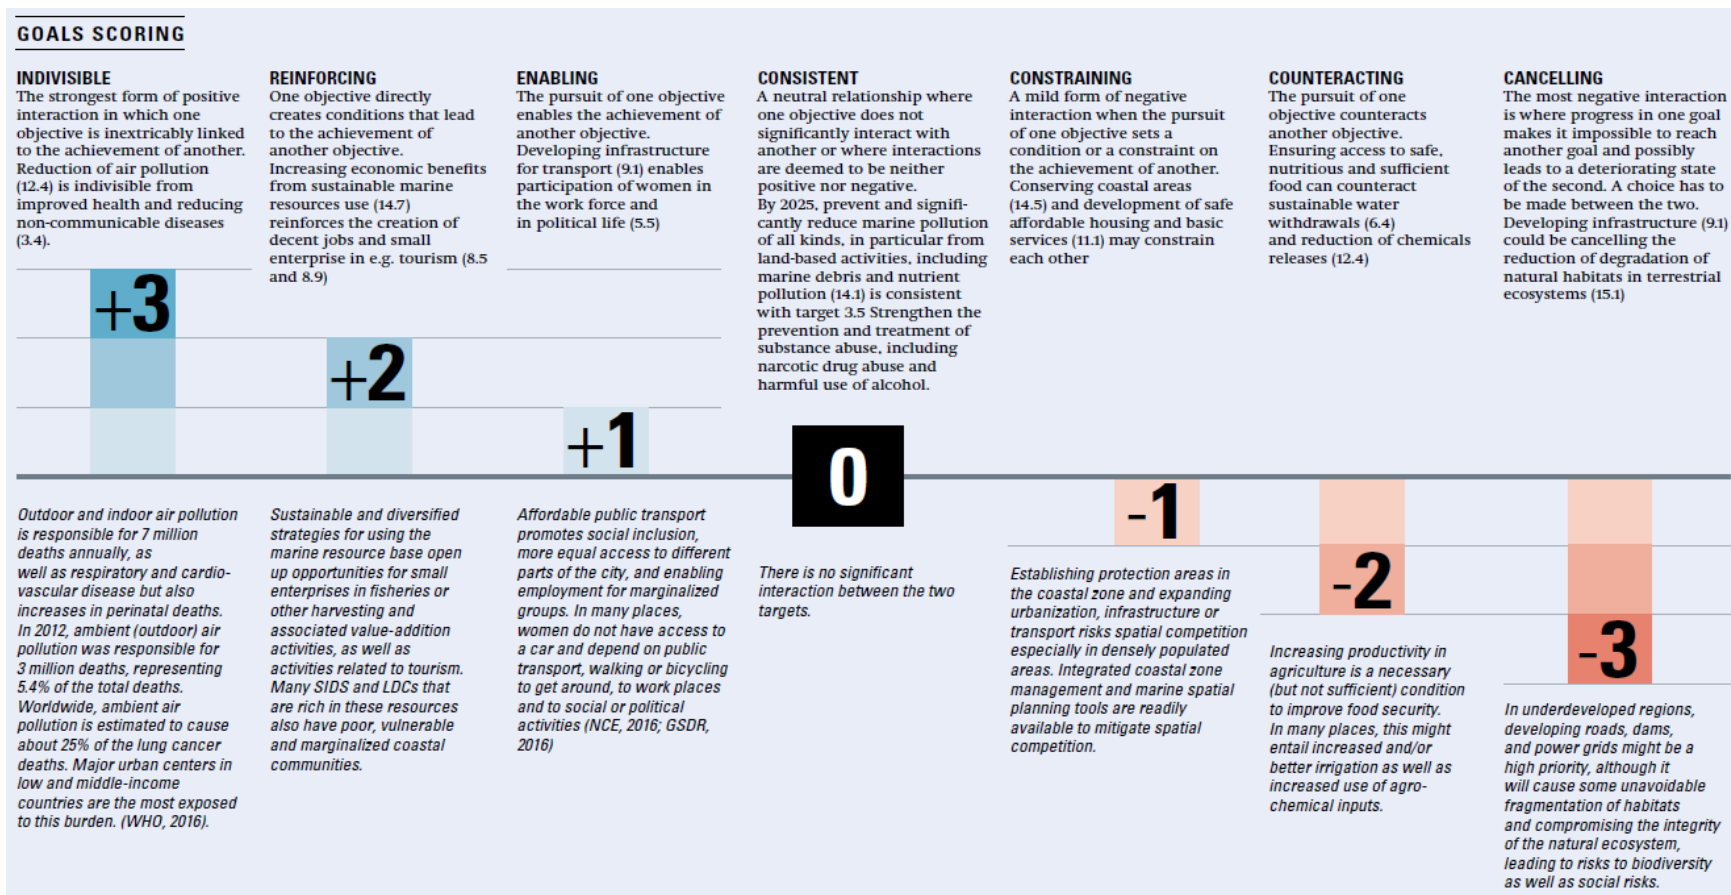 GOALS SCORING
INDIVISIBLE
The strongest form of positive
interaction in which one
objective is inextricably linked
to the achievement of another.
Reduction of air pollution
(12.4) is indivisible from
improved health and reducing
non-communicable diseases
(3.4).
REINFORCING
One objective directly
creates conditions that lead
to the achievement of
another objective.
Increasing economic benefits
from sustainable marine
resources use (14.7)
reinforces the creation of
decent jobs and small
enterprise in e.g. tourism (8.5
and 8.9)
ENABLING
The pursuit of one objective
enables the achievement of
another objective.
Developing infrastructure
for transport (9.1) enables
participation of women in
the work force and
in political life (5.5)
CONSISTENT
A neutral relationship where
one objective does not
significantly interact with
another or where interactions
are deemed to be neither
positive nor negative.
By 2025, prevent and signifi-
cantly reduce marine pollution
of all kinds, in particular from
land-based activities, including
marine debris and nutrient
pollution (14.1) is consistent
with target 3.5 Strengthen the
prevention and treatment of
substance abuse, including
narcotic drug abuse and
harmful use of alcohol.
CONSTRAINING
A mild form of negative
interaction when the pursuit
of one objective sets a
condition or a constraint on
the achievement of another.
Conserving coastal areas
(14.5) and development of safe
affordable housing and basic
services (11.1) may constrain
each other
COUNTERACTING
The pursuit of one
objective counteracts
another objective.
Ensuring access to safe,
nutritious and sufficient
food can counteract
sustainable water
withdrawals (6.4)
and reduction of chemicals
releases (12.4)
CANCELLING
The most negative interaction
is where progress in one goal
makes it impossible to reach
another goal and possibly
leads to a deteriorating state
of the second. A choice has to
be made between the two.
Developing infrastructure (9.1)
could be cancelling the
reduction of degradation of
natural habitats in terrestrial
ecosystems (15.1)
+3
+2
+1
0
-1
-2
-3
Outdoor and indoor air pollution
is responsible for 7 million
deaths annually, as
well as respiratory and cardio-
vascular disease but also
increases in perinatal deaths.
In 2012, ambient (outdoor) air
pollution was responsible for
3 million deaths, representing
5.4% of the total deaths.
Worldwide, ambient air
pollution is estimated to cause
about 25% of the lung cancer
deaths. Major urban centers in
low and middle-income
countries are the most exposed
to this burden. (WHO, 2016).
Sustainable and diversified
strategies for using the
marine resource base open
up opportunities for small
enterprises in fisheries or
other harvesting and
associated value-addition
activities, as well as
activities related to tourism.
Many SIDS and LDCs that
are rich in these resources
also have poor, vulnerable
and marginalized coastal
communities.
Affordable public transport
promotes social inclusion,
more equal access to different
parts of the city, and enabling
employment for marginalized
groups. In many places,
women do not have access to
a car and depend on public
transport, walking or bicycling
to get around, to work places
and to social or political
activities (NCE, 2016; GSDR,
2016)
There is no significant
interaction between the two
targets.
Establishing protection areas in
the coastal zone and expanding
urbanization, infrastructure or
transport risks spatial competition
especially in densely populated
areas. Integrated coastal zone
management and marine spatial
planning tools are readily
available to mitigate spatial
competition.
Increasing productivity in
agriculture is a necessary
(but not sufficient) condition
to improve food security.
In many places, this might
entail increased and/or
better irrigation as well as
increased use of agro-
chemical inputs.
In underdeveloped regions,
developing roads, dams,
and power grids might be a
high priority, although it
will cause some unavoidable
fragmentation of habitats
and compromising the integrity
of the natural ecosystem,
leading to risks to biodiversity
as well as social risks.